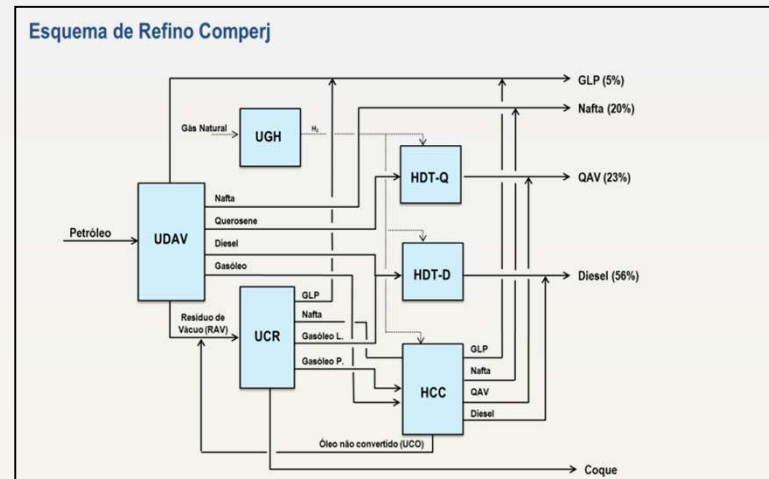 Esquema de Refino Comperj
GLP (5%)
Nafta (20%)
Gás Natural
UGH
H₂
HDT-Q
QAV (23%)
Nafta
Querosene
Petróleo
UDAV
Diesel
Gasóleo
HDT-D
Diesel (56%)
Resíduo de
Vácuo (RAV)
UCR
GLP
Nafta
Gasóleo L.
Gasóleo P.
HCC
GLP
Nafta
QAV
Diesel
Óleo não convertido (UCO)
Coque